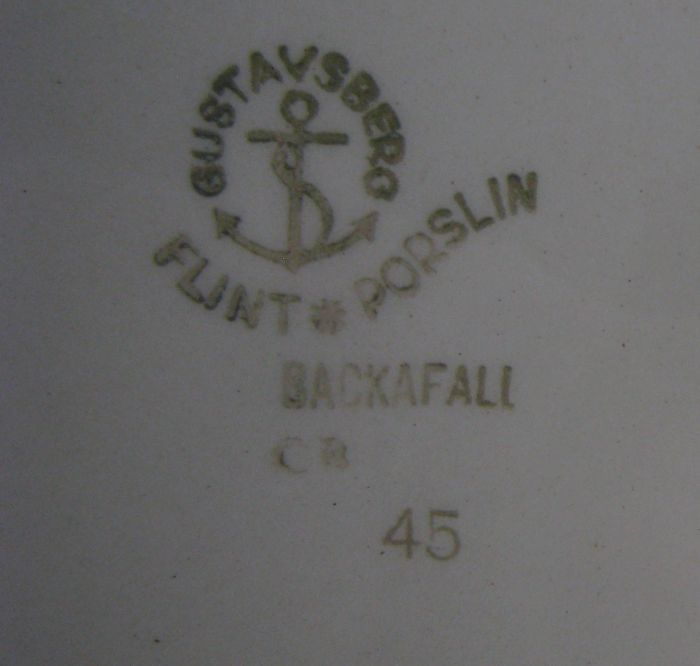 GUSTAVSBERG
FLINT * PORSLIN
BACKAFALL
CB
45